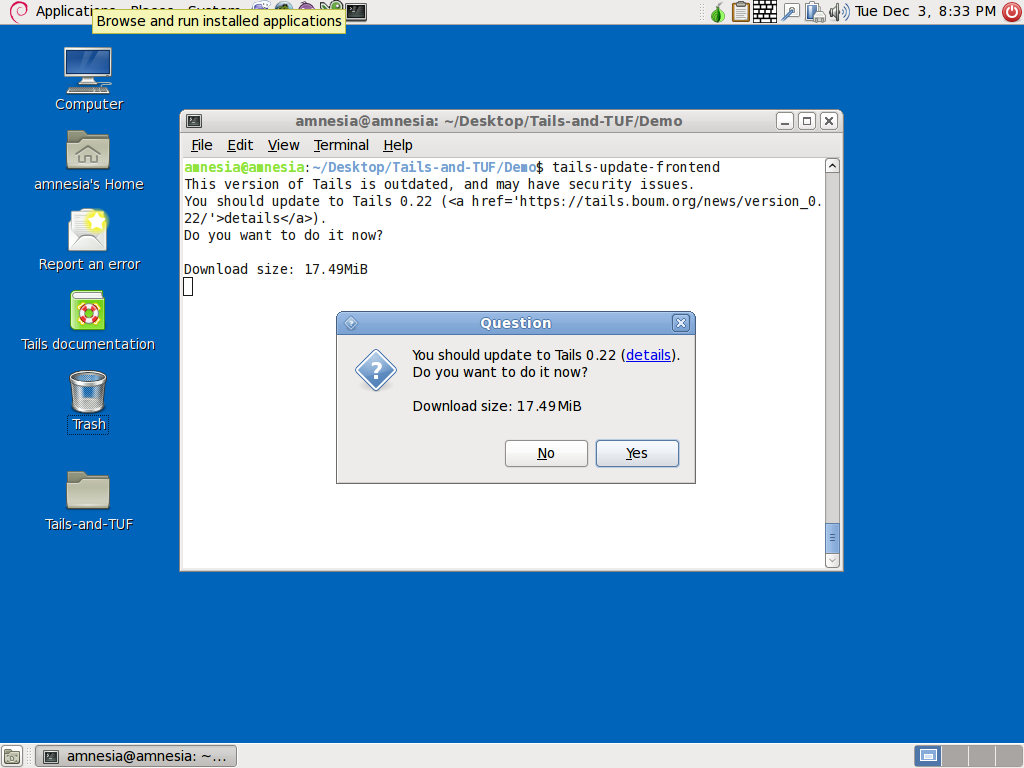 Applications Places System
Browse and run installed applications
Tue Dec 3, 8:33 PM
Computer
amnesia's Home
Report an error
Tails documentation
Trash
Tails-and-TUF
amnesia@amnesia: ~/Desktop/Tails-and-TUF/Demo
File Edit View Terminal Help
amnesia@amnesia:~/Desktop/Tails-and-TUF/Demo$ tails-update-frontend
This version of Tails is outdated, and may have security issues.
You should update to Tails 0.22 (<a href='https://tails.boum.org/news/version_0.
22/'>details</a>).
Do you want to do it now?
Download size: 17.49MiB
Question
You should update to Tails 0.22 (details).
Do you want to do it now?
Download size: 17.49MiB
No Yes
amnesia@amnesia: ~...